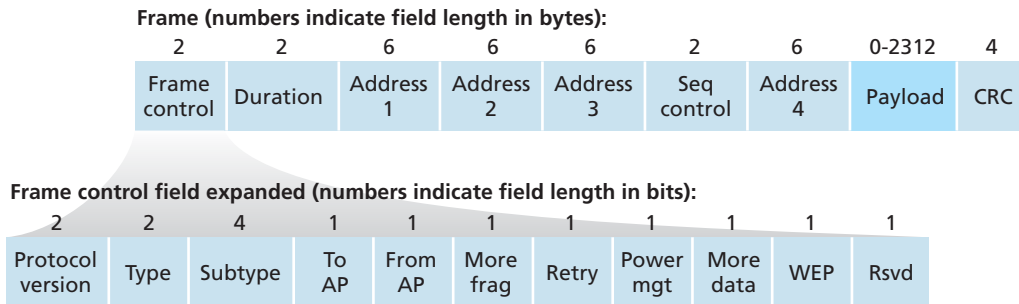 Frame (numbers indicate field length in bytes):
2 2 6 6 6 2 6 0-2312 4
Frame control Duration Address 1 Address 2 Address 3 Seq control Address 4 Payload CRC
Frame control field expanded (numbers indicate field length in bits):
2 2 4 1 1 1 1 1 1 1 1
Protocol version Type Subtype To AP From AP More frag Retry Power mgt More data WEP Rsvd